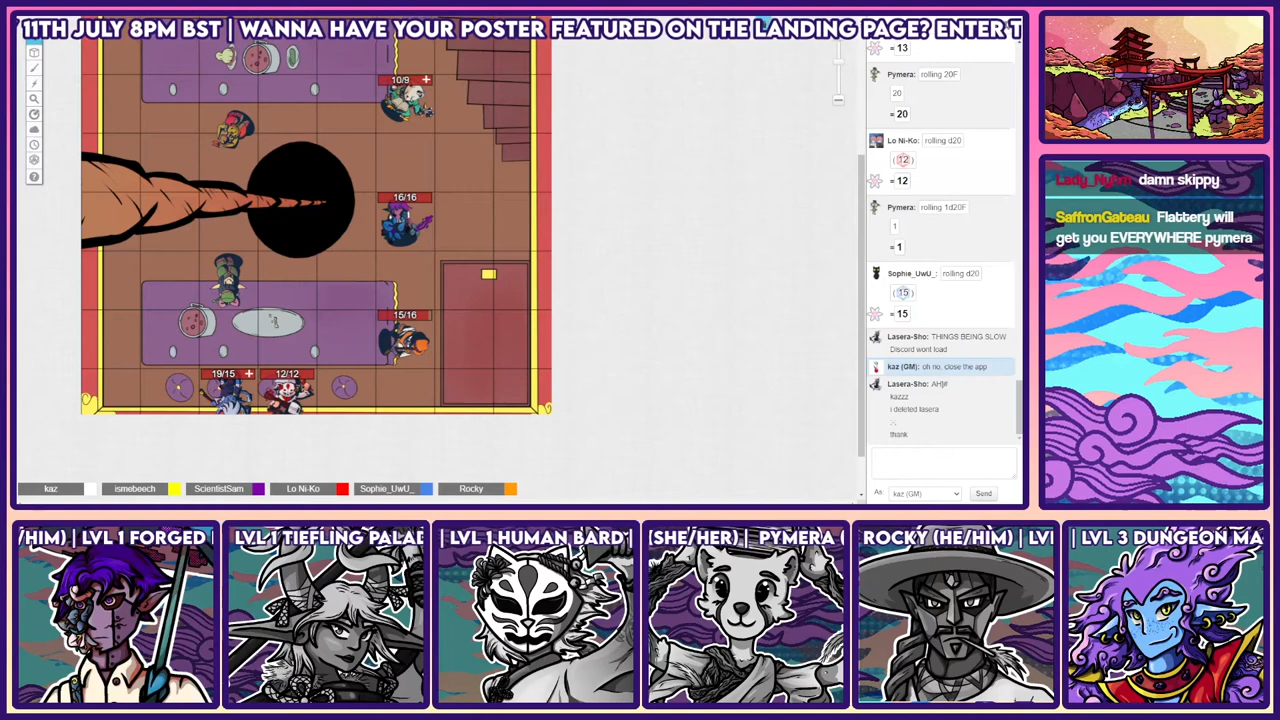 11TH JULY 8PM BST | WANNA HAVE YOUR POSTER FEATURED ON THE LANDING PAGE? ENTER T
10/9
16/16
15/16
19/15
12/12
= 13
Pymera: rolling 20F
20
= 20
Lo Ni-Ko: rolling d20
(12)
= 12
Pymera: rolling 1d20F
1
= 1
Sophie_UwU_: rolling d20
(15)
= 15
Lasera-Sho: THINGS BEING SLOW
Discord wont load
kaz (GM): oh no, close the app
Lasera-Sho: AH]#
kazzz
i deleted lasera
thank
As: kaz (GM) Send
kaz
ismebeech
ScientistSam
Lo Ni-Ko
Sophie_UwU_
Rocky
damn skippy
SaffronGateau Flattery will
get you EVERYWHERE pymera
/HIM) | LVL 1 FORGED
LVL 1 TIEFLING PALAD
| LVL 1 HUMAN BARD
(SHE/HER) | PYMERA (
ROCKY (HE/HIM) | LVL
| LVL 3 DUNGEON MA